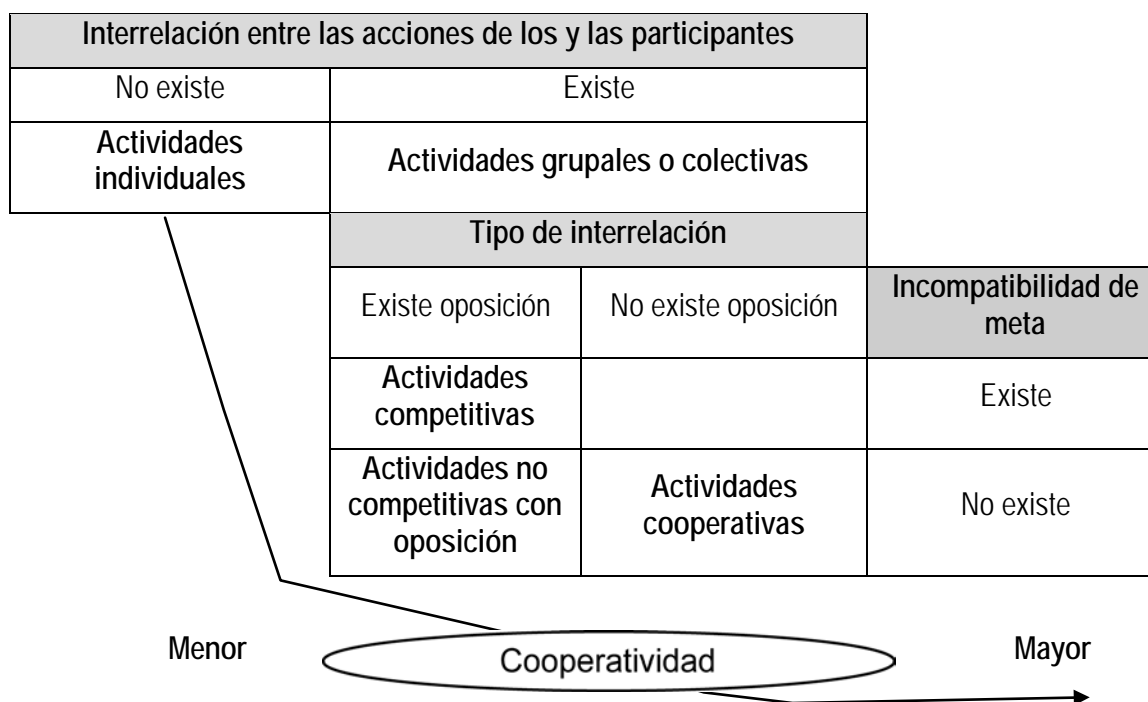 Interrelación entre las acciones de los y las participantes
No existe
Existe
Actividades
individuales
Actividades grupales o colectivas
Tipo de interrelación
Existe oposición
No existe oposición
Incompatibilidad de
meta
Actividades
competitivas
Existe
Actividades no
competitivas con
oposición
Actividades
cooperativas
No existe
Menor
Cooperatividad
Mayor